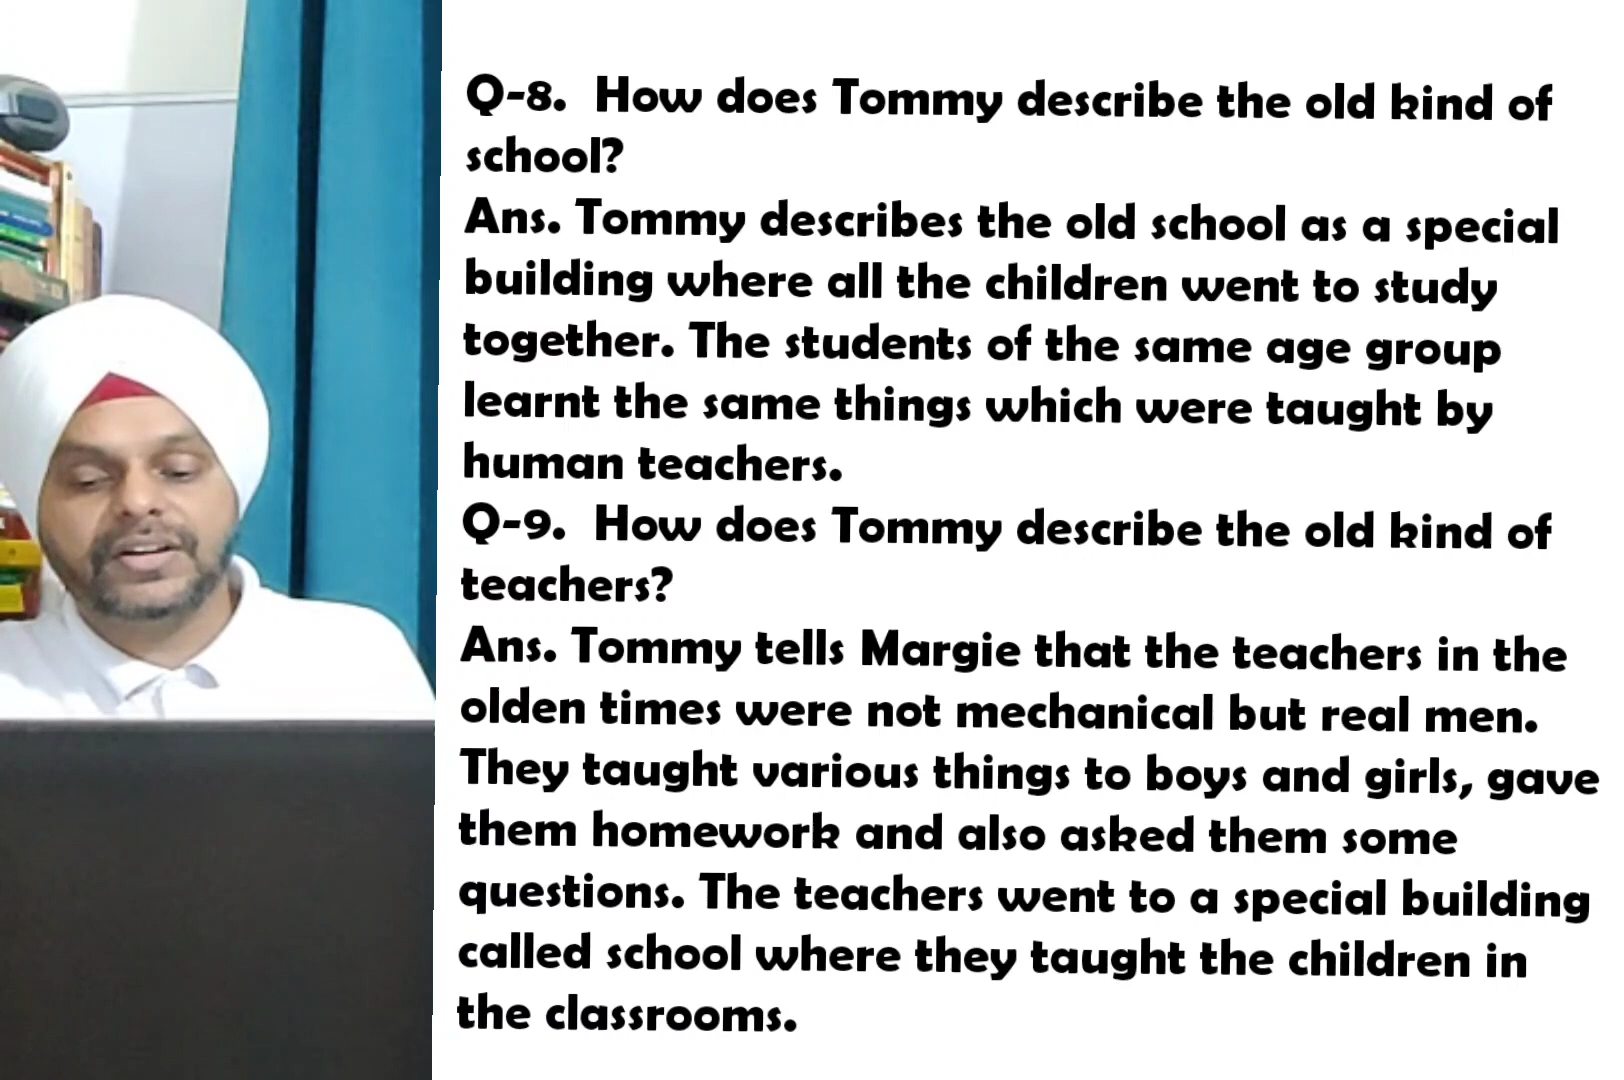 Q-8.  How does Tommy describe the old kind of
school?
Ans. Tommy describes the old school as a special
building where all the children went to study
together. The students of the same age group
learnt the same things which were taught by
human teachers.
Q-9.  How does Tommy describe the old kind of
teachers?
Ans. Tommy tells Margie that the teachers in the
olden times were not mechanical but real men.
They taught various things to boys and girls, gave
them homework and also asked them some
questions. The teachers went to a special building
called school where they taught the children in
the classrooms.